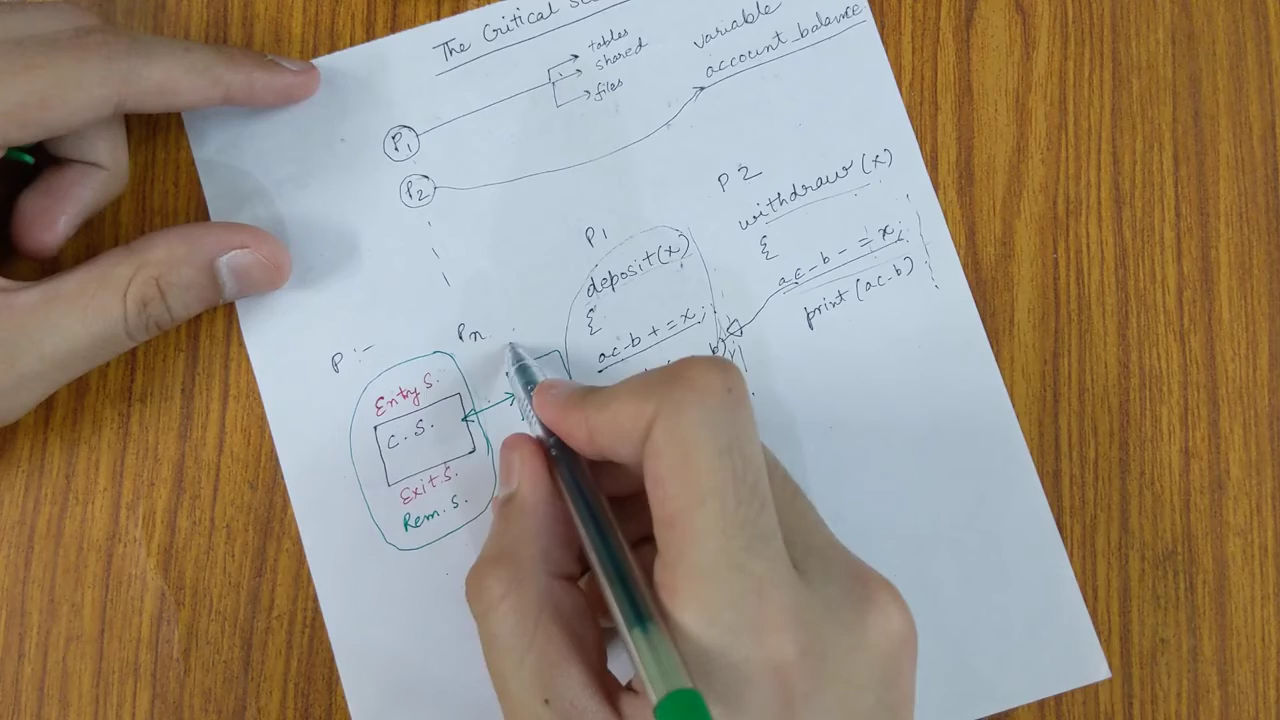 The Critical
tables
shared
files
variable
account balance
P1
P2
Pn
P1
deposit(x)
{
ac-b + = x;
P2
withdraw(x)
{
ac-b - = x;
print(ac-b)
P :-
Entry S.
C.S.
Exit S.
Rem. S.